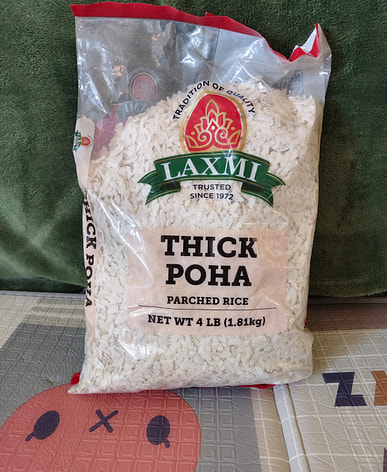 TRADITION OF QUALITY
LAXMI
TRUSTED
SINCE 1972
THICK
POHA
PARCHED RICE
NET WT 4 LB (1.81kg)
THICK POHA